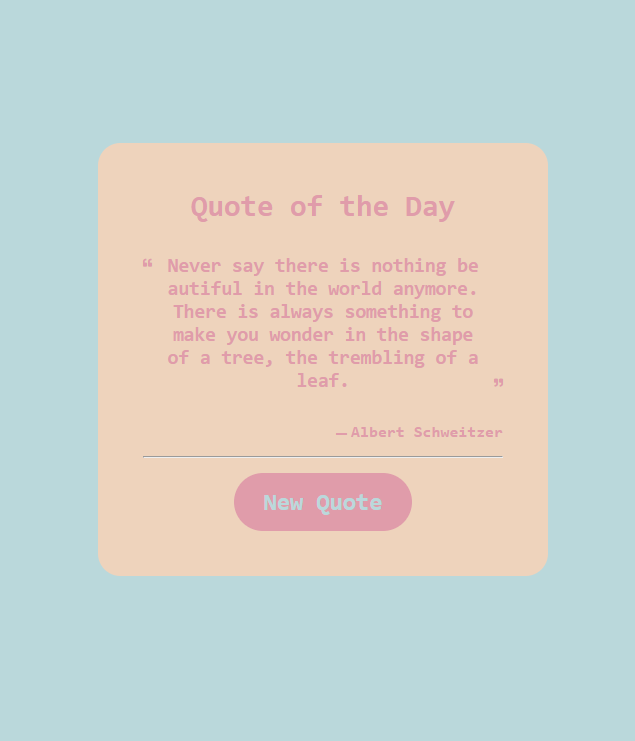 Quote of the Day
❝ Never say there is nothing be
autiful in the world anymore.
There is always something to
make you wonder in the shape
of a tree, the trembling of a
leaf. ❞
— Albert Schweitzer
New Quote